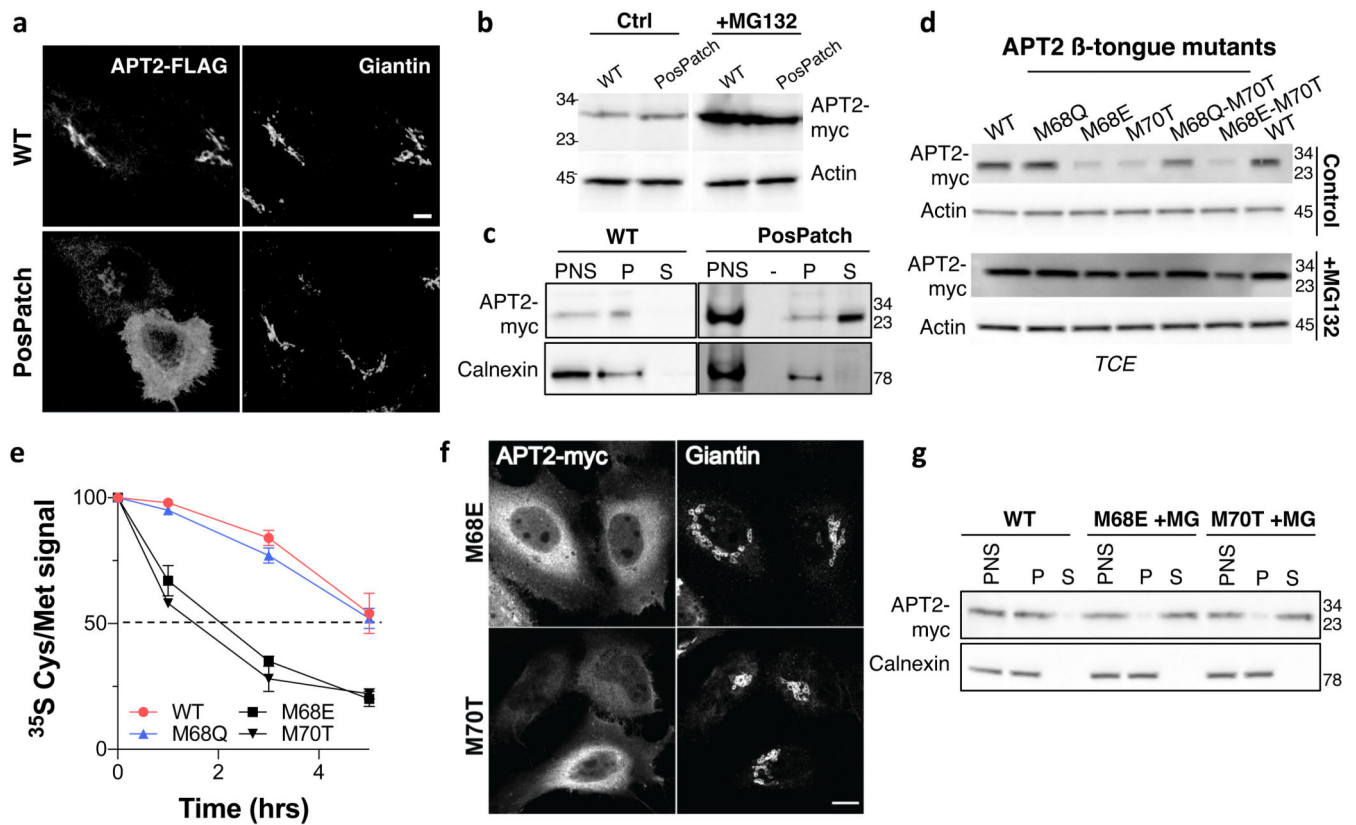 a
APT2-FLAG
Giantin
WT
PosPatch
b
Ctrl
+MG132
WT
PosPatch
WT
PosPatch
34
23
APT2-
myc
45
Actin
c
WT
PosPatch
PNS P S PNS - P S
APT2-
myc
34
23
Calnexin
78
d
APT2 ß-tongue mutants
WT
M68Q
M68E
M70T
M68Q-M70T
M68E-M70T
WT
APT2-
myc
34
23
Control
Actin
45
APT2-
myc
34
23
+MG132
Actin
45
TCE
e
35S Cys/Met signal
100
50
0
WT
M68E
M68Q
M70T
0 2 4
Time (hrs)
f
APT2-myc
Giantin
M68E
M70T
g
WT M68E +MG M70T +MG
PNS P S PNS P S PNS P S
APT2-
myc
34
23
Calnexin
78